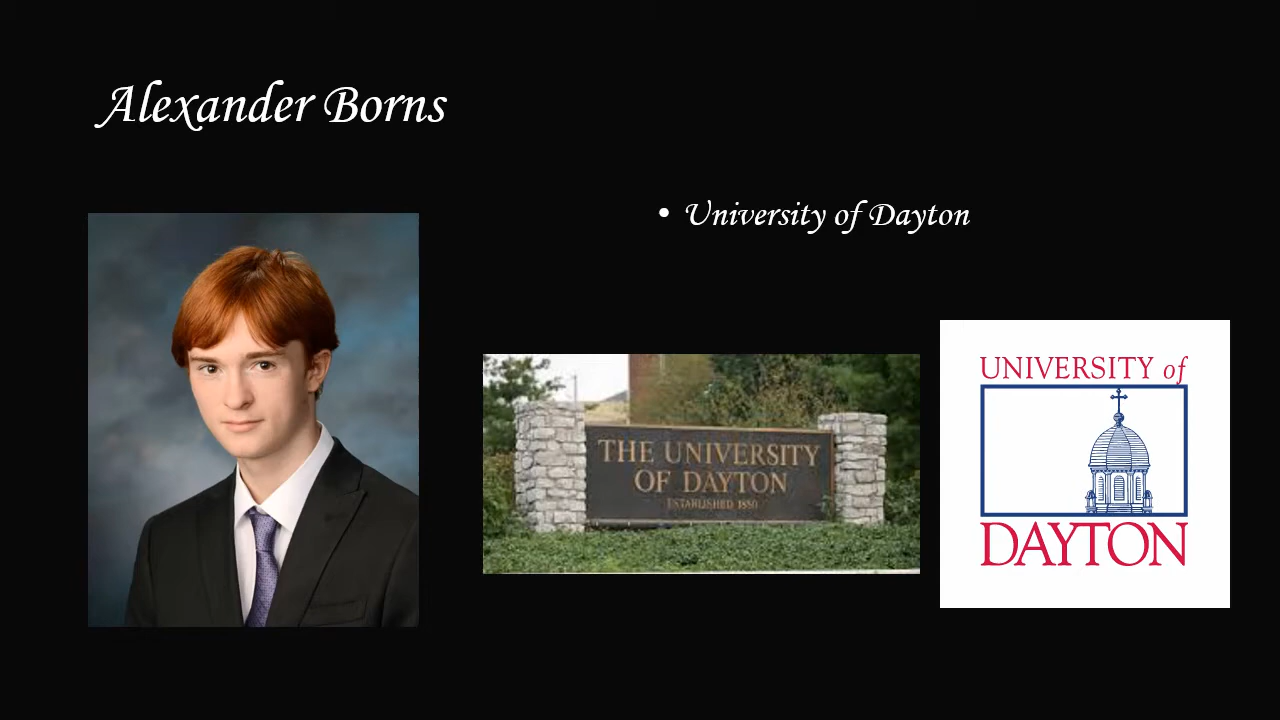 Alexander Borns
• University of Dayton
THE UNIVERSITY
OF DAYTON
ESTABLISHED 1850
UNIVERSITY of
DAYTON